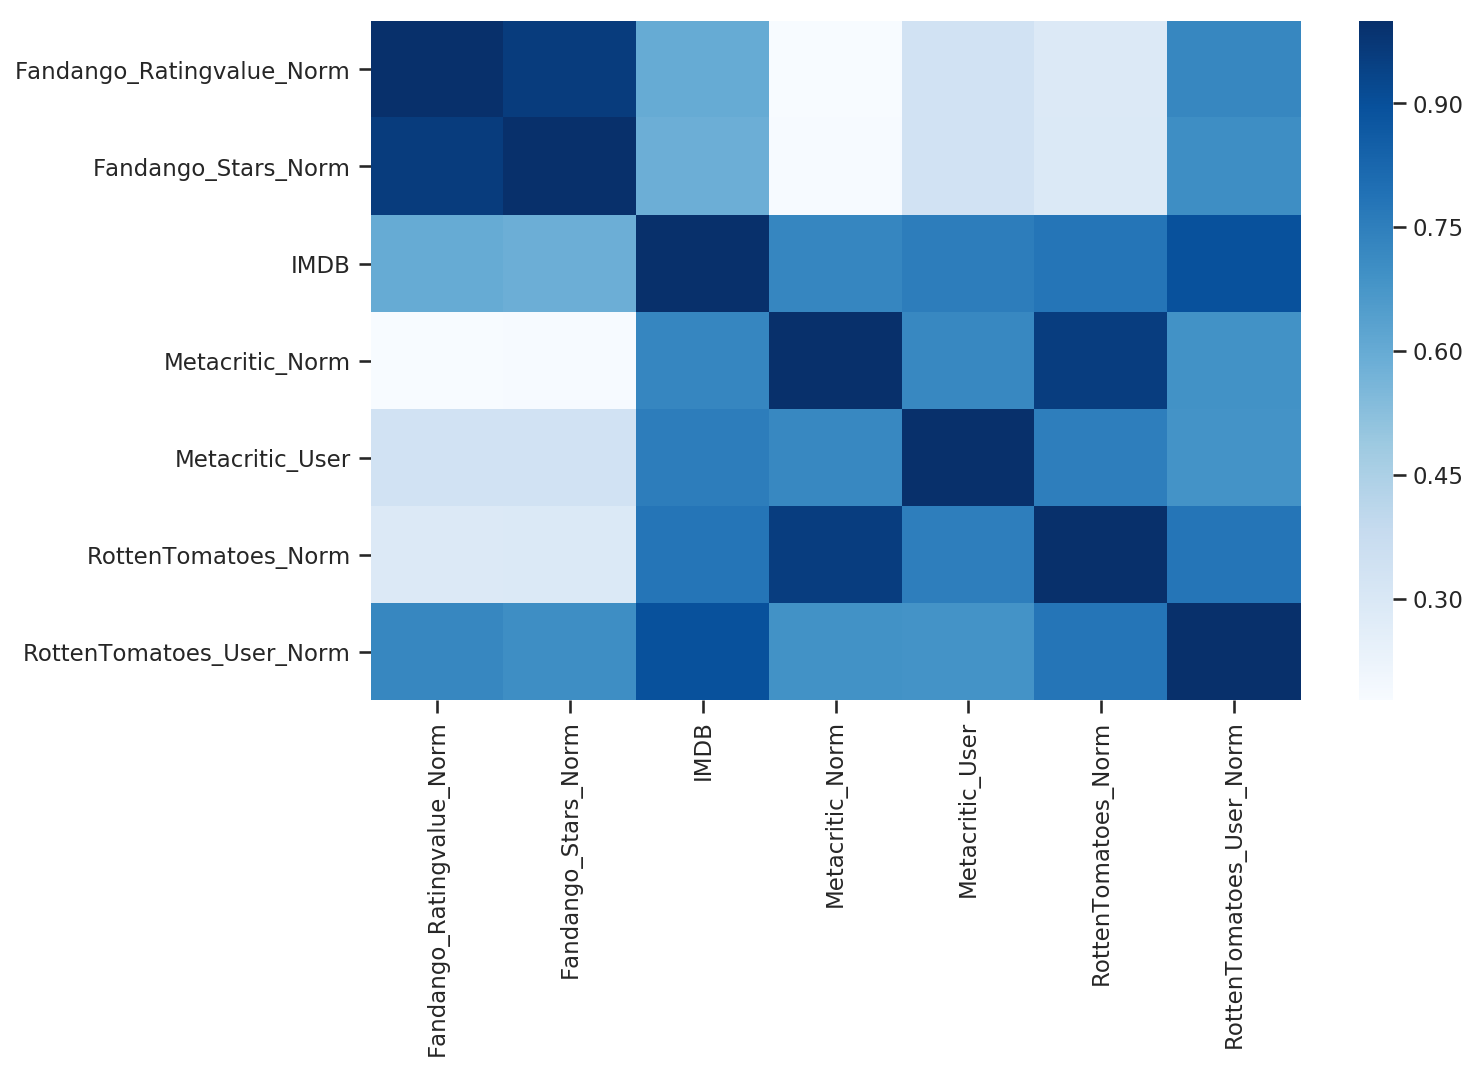 Fandango_Ratingvalue_Norm
Fandango_Stars_Norm
IMDB
Metacritic_Norm
Metacritic_User
RottenTomatoes_Norm
RottenTomatoes_User_Norm
Fandango_Ratingvalue_Norm
Fandango_Stars_Norm
IMDB
Metacritic_Norm
Metacritic_User
RottenTomatoes_Norm
RottenTomatoes_User_Norm
0.90
0.75
0.60
0.45
0.30